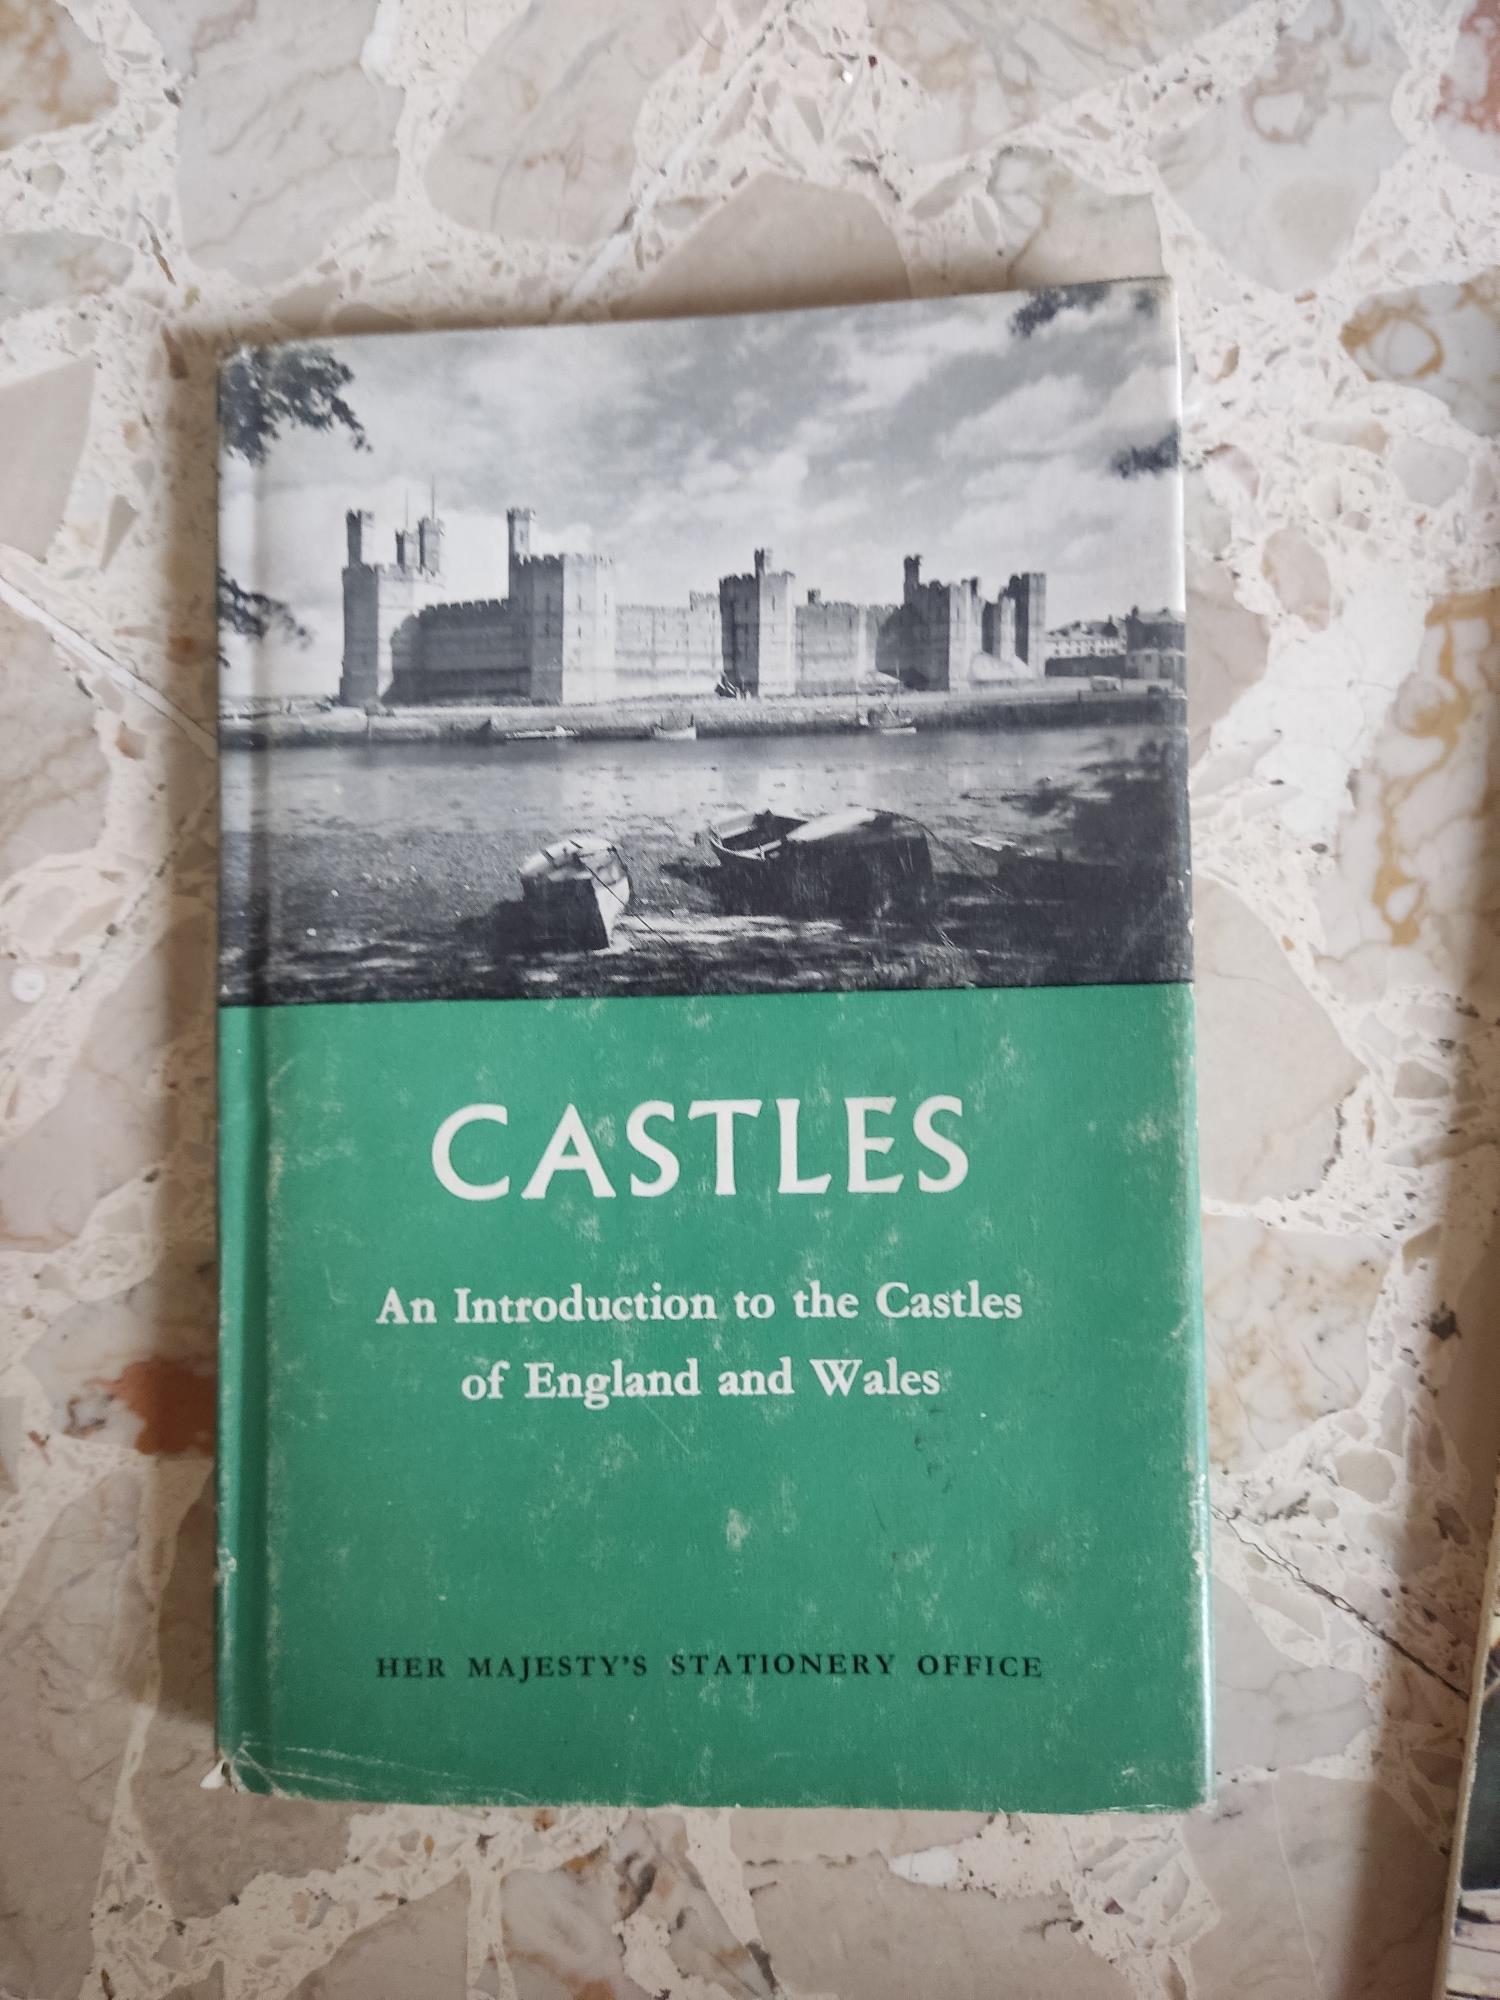 CASTLES
An Introduction to the Castles
of England and Wales
HER MAJESTY'S STATIONERY OFFICE